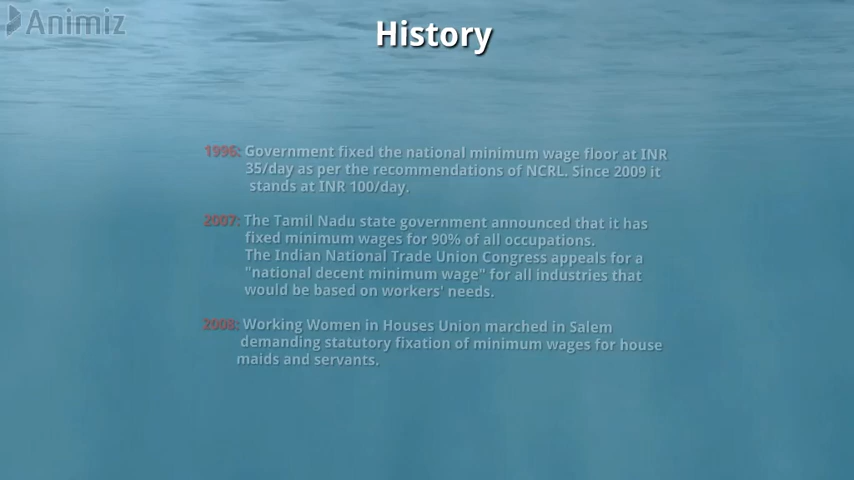 Animiz
History
1996: Government fixed the national minimum wage floor at INR
35/day as per the recommendations of NCRL. Since 2009 it
stands at INR 100/day.
2007: The Tamil Nadu state government announced that it has
fixed minimum wages for 90% of all occupations.
The Indian National Trade Union Congress appeals for a
"national decent minimum wage" for all industries that
would be based on workers' needs.
2008: Working Women in Houses Union marched in Salem
demanding statutory fixation of minimum wages for house
maids and servants.